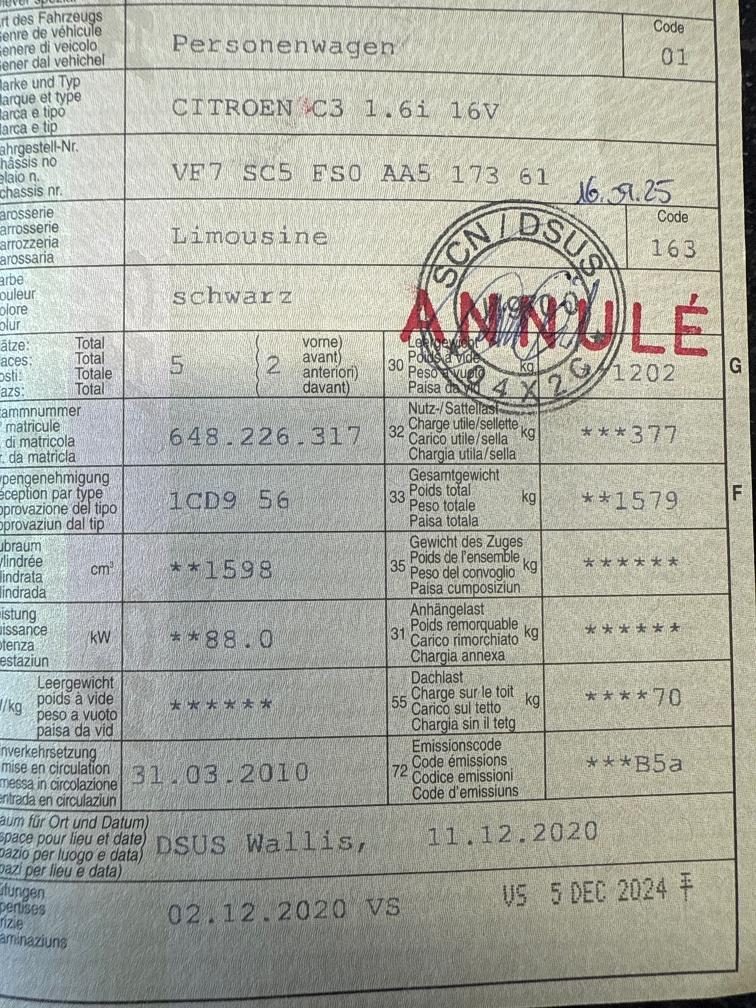 rt des Fahrzeugs
enre de véhicule
enere di veicolo
ener dal vehichel
Personenwagen
Code
01
arke und Typ
arque et type
arca e tipo
arca e tip
CITROEN C3 1.6i 16V
ahrgestell-Nr.
hâssis no
elaio n.
chassis nr.
VF7 SC5 FS0 AA5 173 61
16.09.25
arosserie
arrosserie
arrozzeria
arossaria
Limousine
Code
163
SCN/DSUS
arbe
ouleur
olore
olur
schwarz
ANNULÉ
ätze: Total
aces: Total
osti: Totale
azs: Total
5
(2
vorne)
avant)
anteriori)
davant)
30
Leergewicht
Poids à vide
Peso a vuoto
Paisa da vid
kg
1202
G
ammnummer
matricule
di matricola
. da matricla
648.226.317
32
Nutz-/Sattellast
Charge utile/sellette
Carico utile/sella
Chargia utila/sella
kg
***377
ypengenehmigung
éception par type
pprovazione del tipo
pprovaziun dal tip
1CD9 56
33
Gesamtgewicht
Poids total
Peso totale
Paisa totala
kg
**1579
F
ubraum
ylindrée
lindrata
lindrada
cm³
**1598
35
Gewicht des Zuges
Poids de l'ensemble
Peso del convoglio
Paisa cumposiziun
kg
******
istung
issance
tenza
estaziun
kW
**88.0
31
Anhängelast
Poids remorquable
Carico rimorchiato
Chargia annexa
kg
******
/kg
Leergewicht
poids à vide
peso a vuoto
paisa da vid
******
55
Dachlast
Charge sur le toit
Carico sul tetto
Chargia sin il tetg
kg
****70
nverkehrsetzung
mise en circulation
messa in circolazione
entrada en circulaziun
31.03.2010
72
Emissionscode
Code émissions
Codice emissioni
Code d'emissiuns
***B5a
aum für Ort und Datum)
space pour lieu et date)
pazio per luogo e data)
pazi per lieu e data)
DSUS Wallis, 11.12.2020
üfungen
pertises
rizie
aminaziuns
02.12.2020 VS
VS 5 DEC 2024